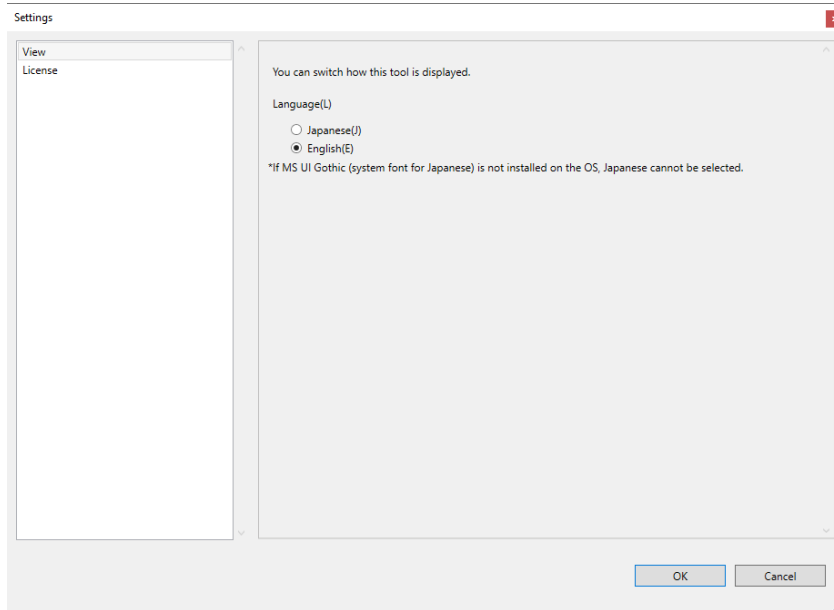 Settings
View
License
You can switch how this tool is displayed.
Language(L)
Japanese(J)
English(E)
*If MS UI Gothic (system font for Japanese) is not installed on the OS, Japanese cannot be selected.
OK
Cancel